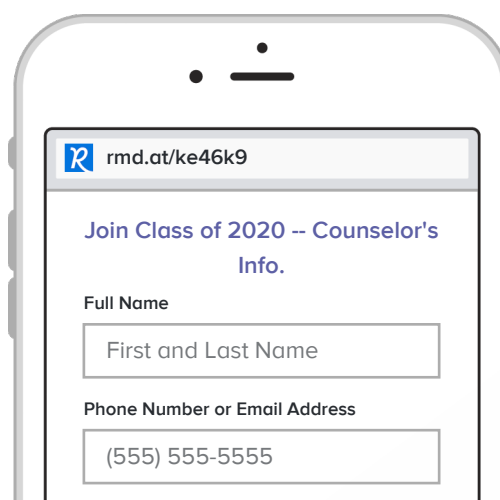 rmd.at/ke46k9
Join Class of 2020 -- Counselor's
Info.
Full Name
First and Last Name
Phone Number or Email Address
(555) 555-5555